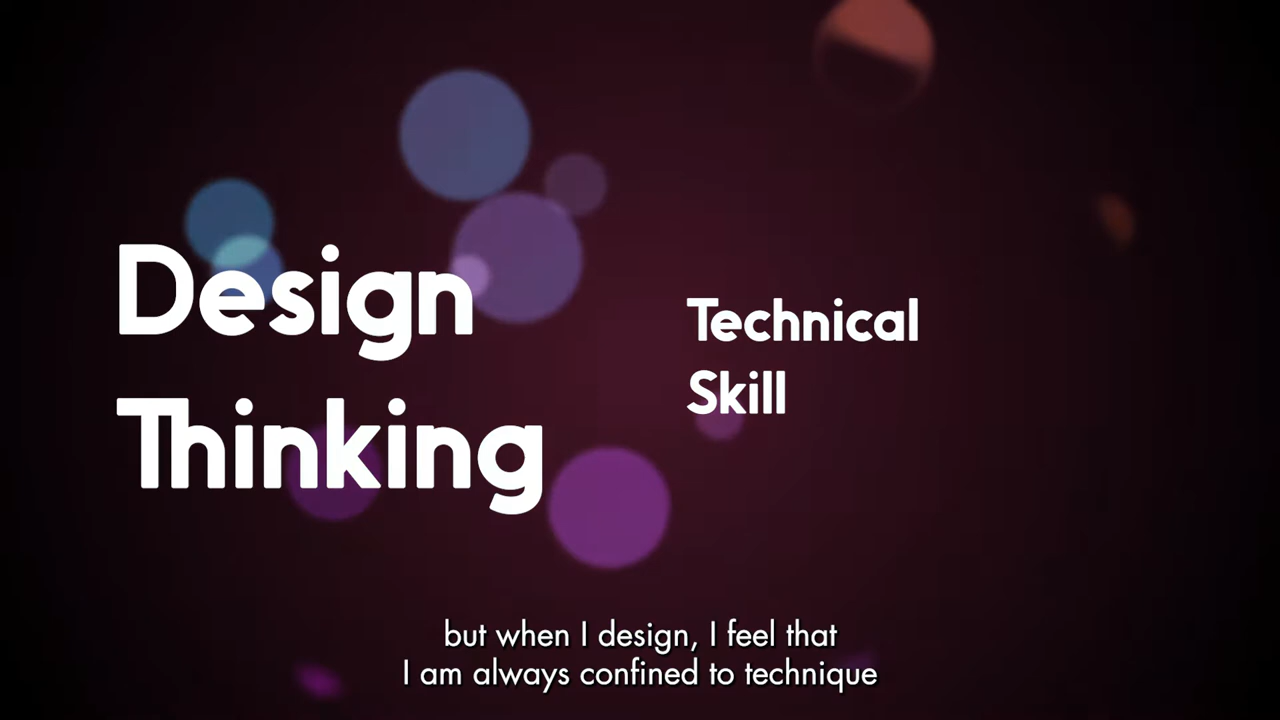 Design
Thinking
Technical
Skill
but when I design, I feel that
I am always confined to technique